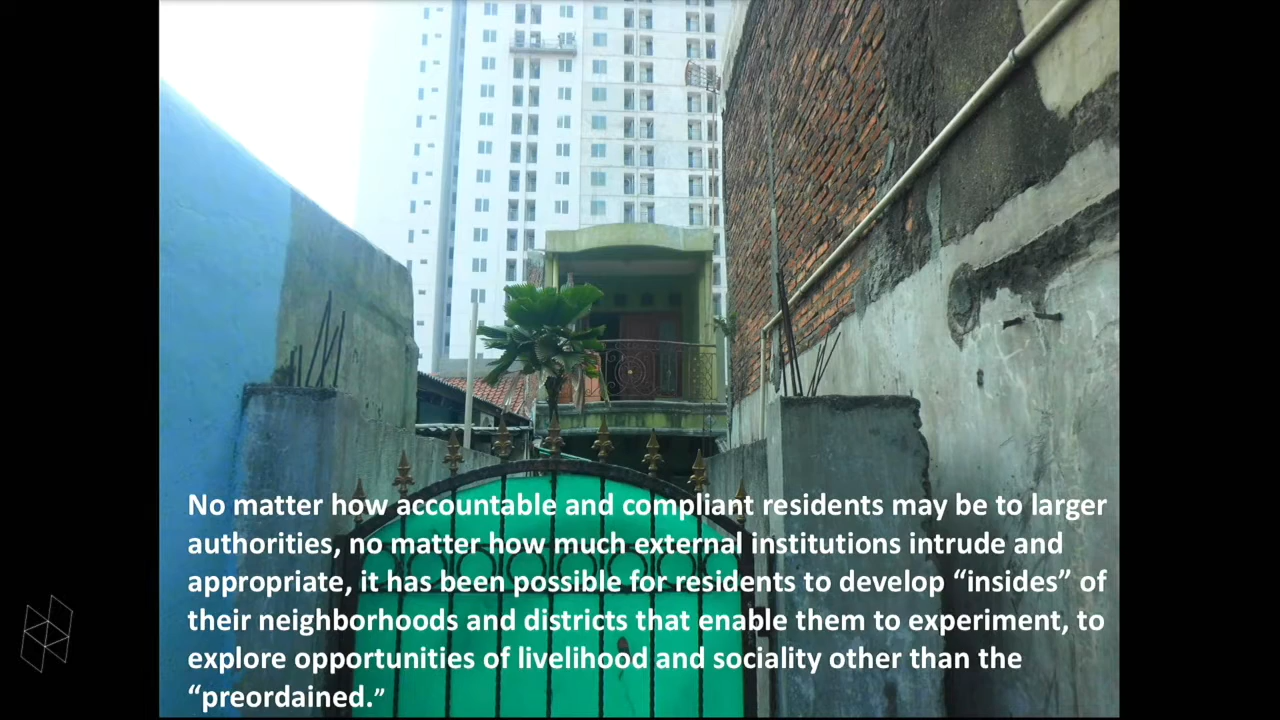 No matter how accountable and compliant residents may be to larger
authorities, no matter how much external institutions intrude and
appropriate, it has been possible for residents to develop “insides” of
their neighborhoods and districts that enable them to experiment, to
explore opportunities of livelihood and sociality other than the
“preordained.”